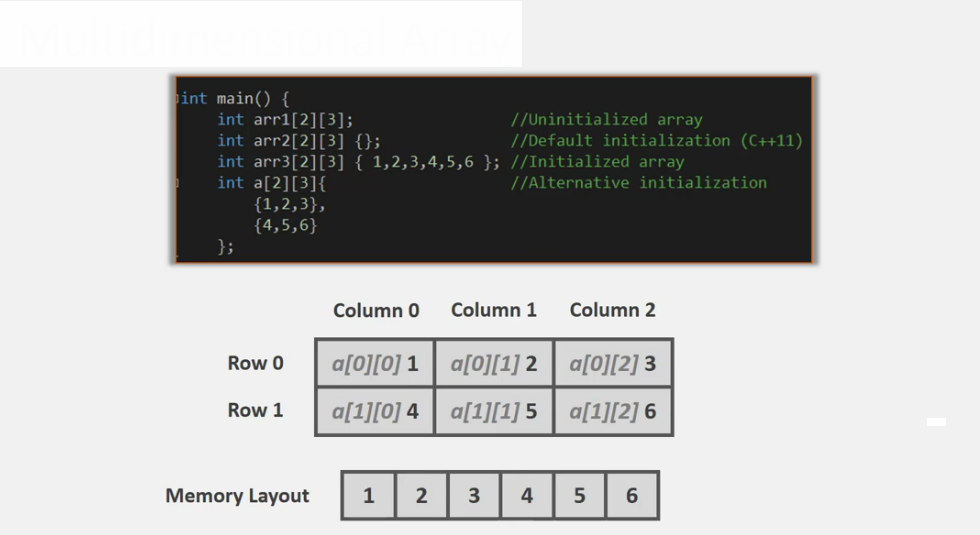 int main() {
int arr1[2][3]; //Uninitialized array
int arr2[2][3] {}; //Default initialization (C++11)
int arr3[2][3] { 1,2,3,4,5,6 }; //Initialized array
int a[2][3]{ //Alternative initialization
{1,2,3},
{4,5,6}
};
Column 0 Column 1 Column 2
Row 0 a[0][0] 1 a[0][1] 2 a[0][2] 3
Row 1 a[1][0] 4 a[1][1] 5 a[1][2] 6
Memory Layout 1 2 3 4 5 6